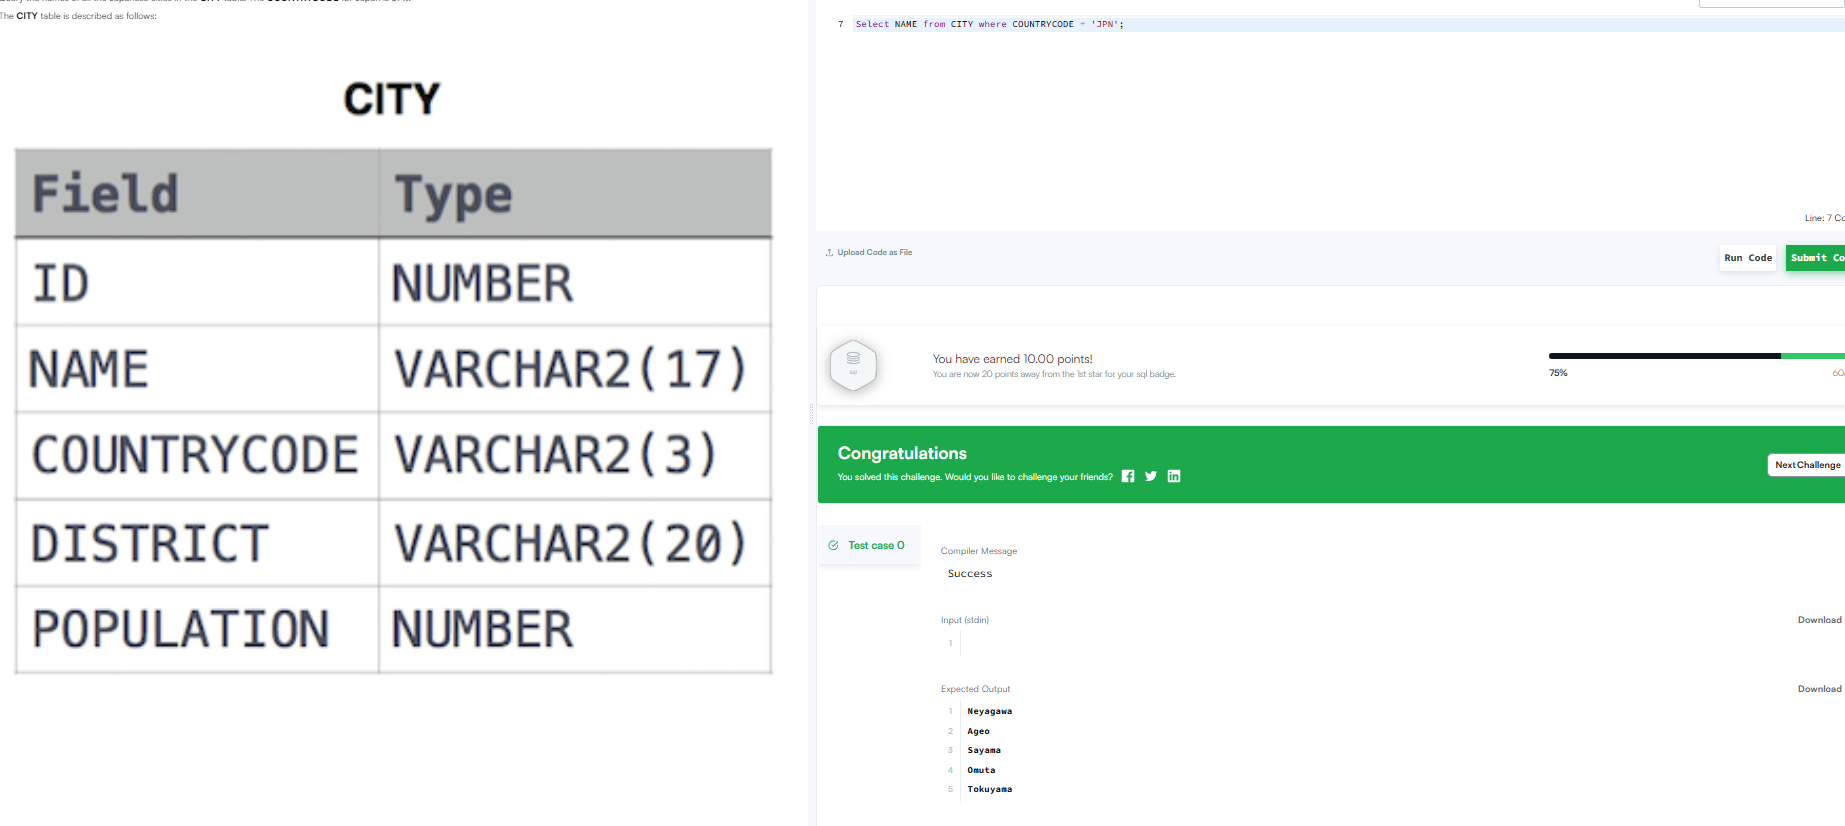 The CITY table is described as follows:
CITY
Field Type
ID NUMBER
NAME VARCHAR2(17)
COUNTRYCODE VARCHAR2(3)
DISTRICT VARCHAR2(20)
POPULATION NUMBER
7 Select NAME from CITY where COUNTRYCODE = 'JPN';
Line: 7
Upload Code as File
Run Code Submit Co
sql
You have earned 10.00 points!
You are now 20 points away from the 1st star for your sql badge.
75% 60/
Congratulations
You solved this challenge. Would you like to challenge your friends?
Next Challenge
Test case 0
Compiler Message
Success
Input (stdin) Download
1
Expected Output Download
1 Neyagawa
2 Ageo
3 Sayama
4 Omuta
5 Tokuyama